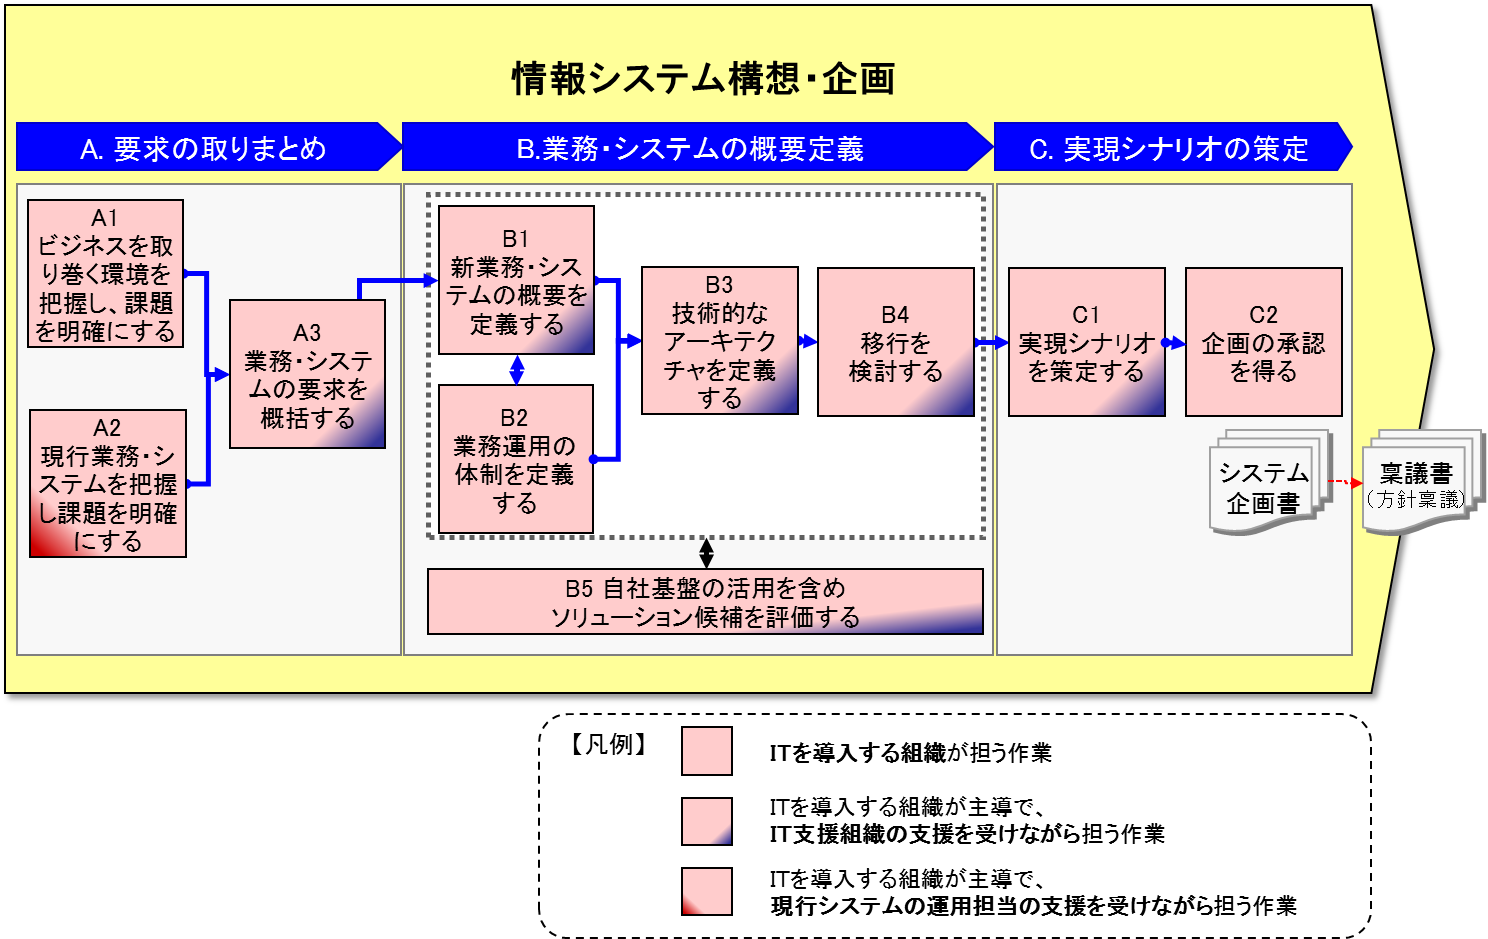 情報システム構想・企画
A. 要求の取りまとめ
B.業務・システムの概要定義
C. 実現シナリオの策定
A1
ビジネスを取
り巻く環境を
把握し、課題
を明確にする
A2
現行業務・シ
ステムを把握
し課題を明確
にする
A3
業務・システ
ムの要求を
概括する
B1
新業務・シス
テムの概要を
定義する
B2
業務運用の
体制を定義
する
B3
技術的な
アーキテク
チャを定義
する
B4
移行を
検討する
B5 自社基盤の活用を含め
ソリューション候補を評価する
C1
実現シナリオ
を策定する
C2
企画の承認
を得る
システム
企画書
稟議書
(方針稟議)
【凡例】
ITを導入する組織が担う作業
ITを導入する組織が主導で、
IT支援組織の支援を受けながら担う作業
ITを導入する組織が主導で、
現行システムの運用担当の支援を受けながら担う作業